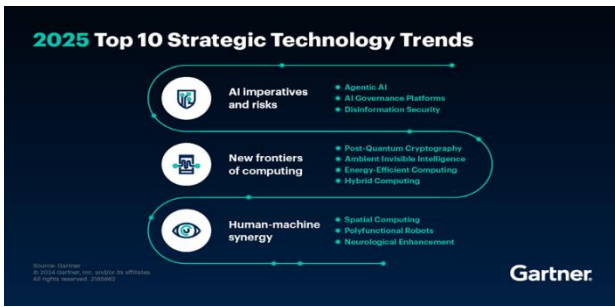 2025 Top 10 Strategic Technology Trends
AI imperatives
and risks
Agentic AI
AI Governance Platforms
Disinformation Security
New frontiers
of computing
Post-Quantum Cryptography
Ambient Invisible Intelligence
Energy-Efficient Computing
Hybrid Computing
Human-machine
synergy
Spatial Computing
Polyfunctional Robots
Neurological Enhancement
Source: Gartner
© 2024 Gartner, Inc. and/or its affiliates.
All rights reserved.
Gartner.